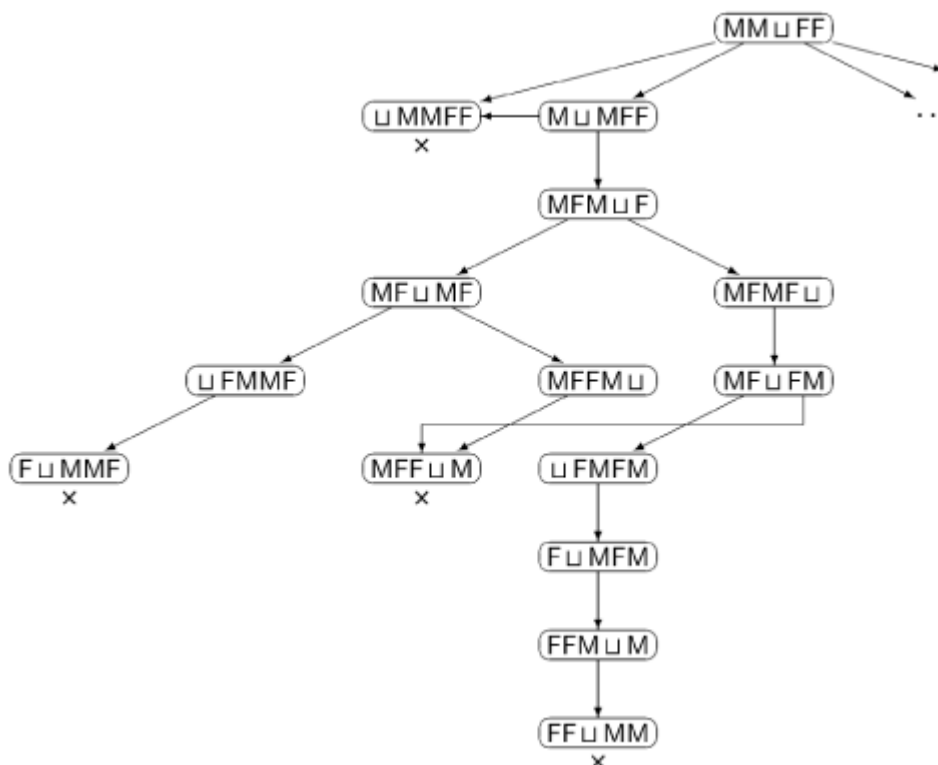 MM ⊔ FF
⊔ MMFF
M ⊔ MFF
..
×
MFM ⊔ F
MF ⊔ MF
MFMF ⊔
⊔ FMMF
MFFM ⊔
MF ⊔ FM
F ⊔ MMF
MFF ⊔ M
⊔ FMFM
×
×
F ⊔ MFM
FFM ⊔ M
FF ⊔ MM
×